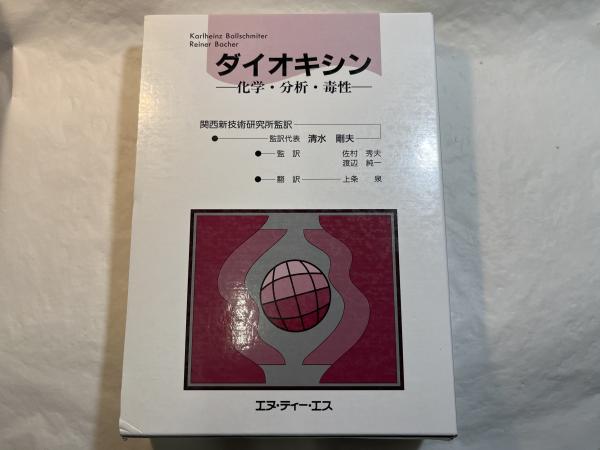 Karlheinz Ballschmiter
Reiner Bacher
ダイオキシン
―化学・分析・毒性―
関西新技術研究所監訳
監訳代表 清水 剛夫
監訳 佐村 秀夫
渡辺 純一
翻訳 上条 泉
エヌ・ティー・エス